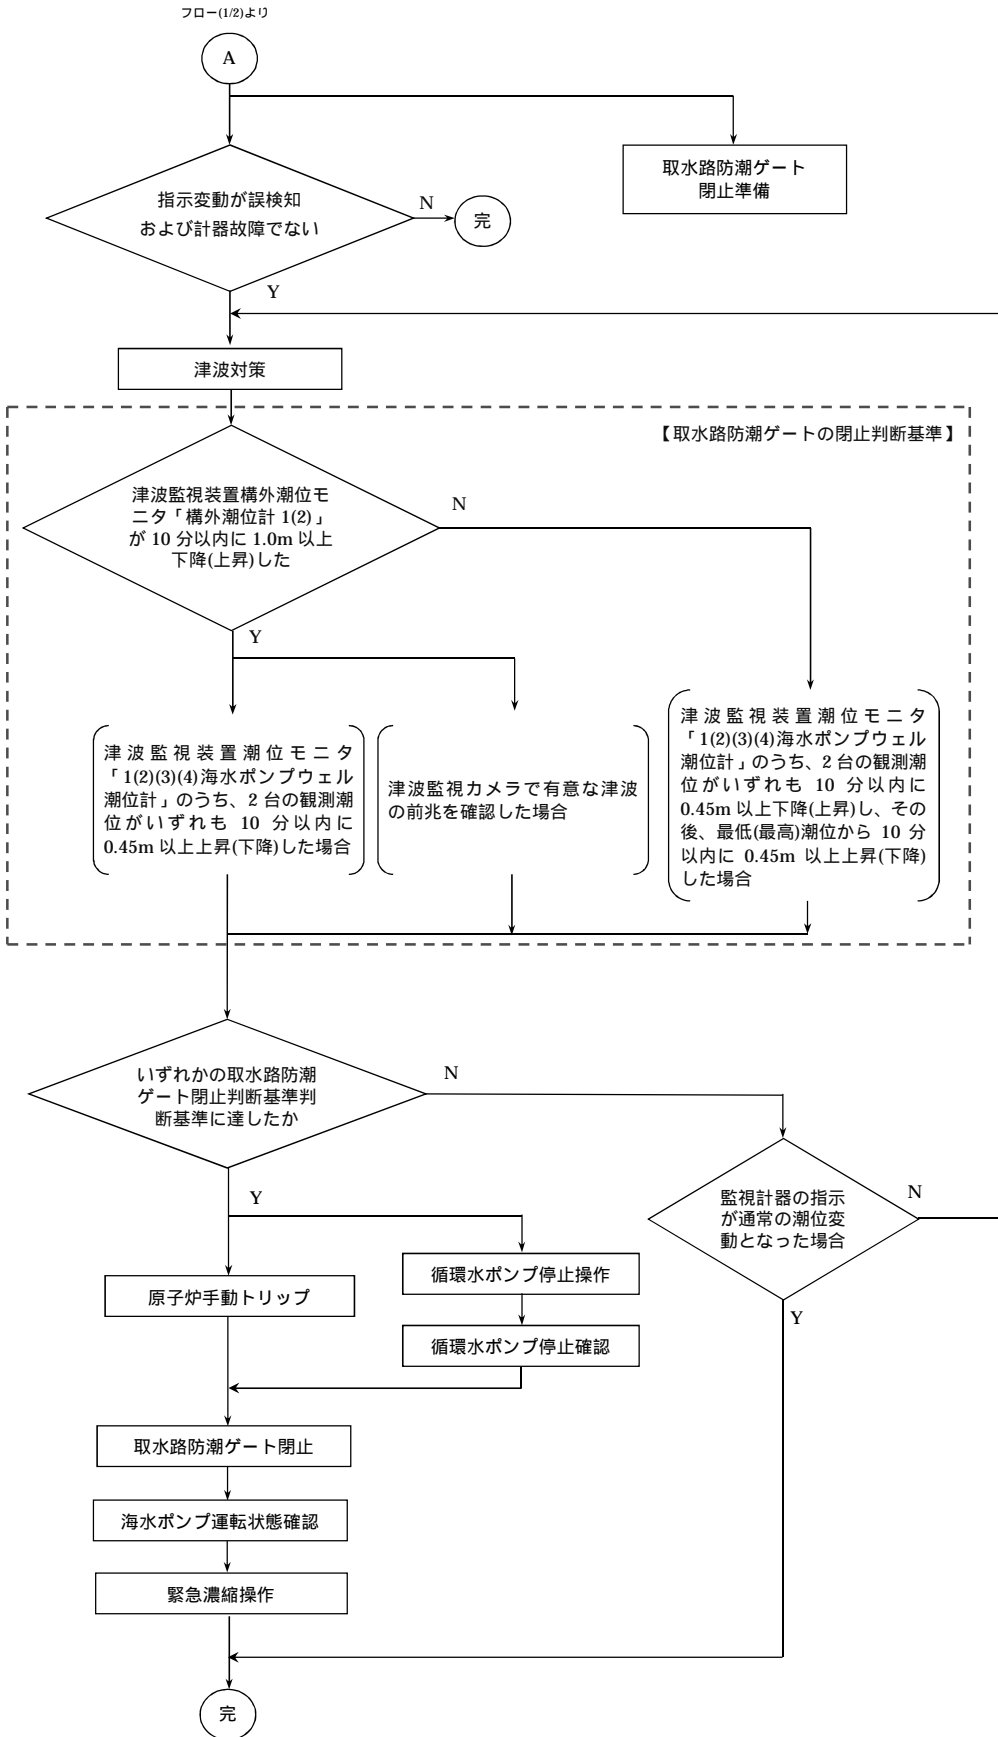 フロー(1/2)より
A
取水路防潮ゲート
閉止準備
指示変動が誤検知
および計器故障でない
N
完
Y
津波対策
【取水路防潮ゲートの閉止判断基準】
津波監視装置構外潮位モ
ニタ「構外潮位計 1(2)」
が 10 分以内に 1.0m 以上
下降(上昇)した
N
Y
津波監視装置潮位モニタ
「1(2)(3)(4)海水ポンプウェル
潮位計」のうち、2 台の観測潮
位がいずれも 10 分以内に
0.45m 以上上昇(下降)した場合
津波監視カメラで有意な津波
の前兆を確認した場合
津波監視装置潮位モニタ
「1(2)(3)(4)海水ポンプウェル
潮位計」のうち、2 台の観測潮
位がいずれも 10 分以内に
0.45m 以上下降(上昇)し、その
後、最低(最高)潮位から 10 分
以内に 0.45m 以上上昇(下降)
した場合
いずれかの取水路防潮
ゲート閉止判断基準判
断基準に達したか
N
Y
監視計器の指示
が通常の潮位変
動となった場合
N
Y
原子炉手動トリップ
循環水ポンプ停止操作
循環水ポンプ停止確認
取水路防潮ゲート閉止
海水ポンプ運転状態確認
緊急濃縮操作
完